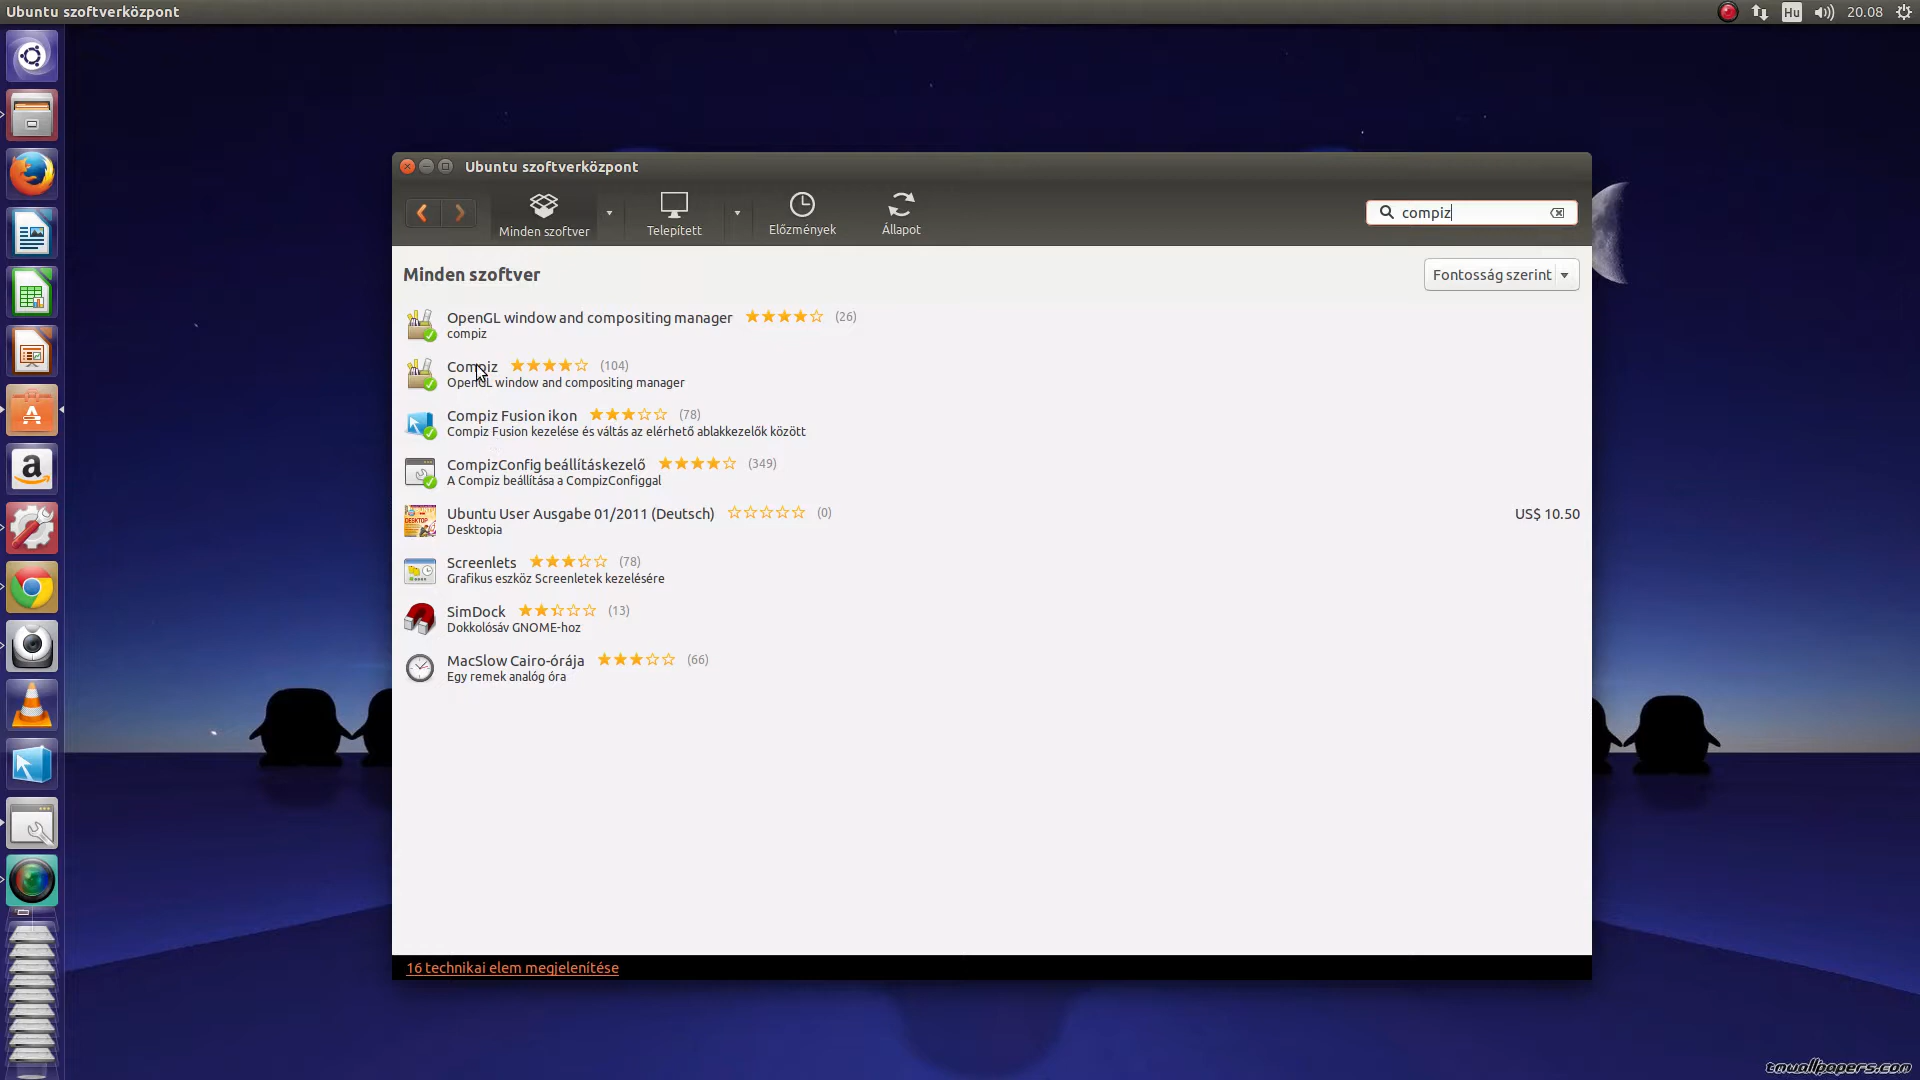 Ubuntu szoftverközpont
Hu
20.08
Ubuntu szoftverközpont
Minden szoftver
Telepített
Előzmények
Állapot
compiz
Minden szoftver
Fontosság szerint
OpenGL window and compositing manager (26)
compiz
Compiz (104)
OpenGL window and compositing manager
Compiz Fusion ikon (78)
Compiz Fusion kezelése és váltás az elérhető ablakkezelők között
CompizConfig beállításkezelő (349)
A Compiz beállítása a CompizConfiggal
Ubuntu User Ausgabe 01/2011 (Deutsch) (0) US$ 10.50
Desktopia
Screenlets (78)
Grafikus eszköz Screenletek kezelésére
SimDock (13)
Dokkolósáv GNOME-hoz
MacSlow Cairo-órája (66)
Egy remek analóg óra
16 technikai elem megjelenítése
tmwallpapers.com